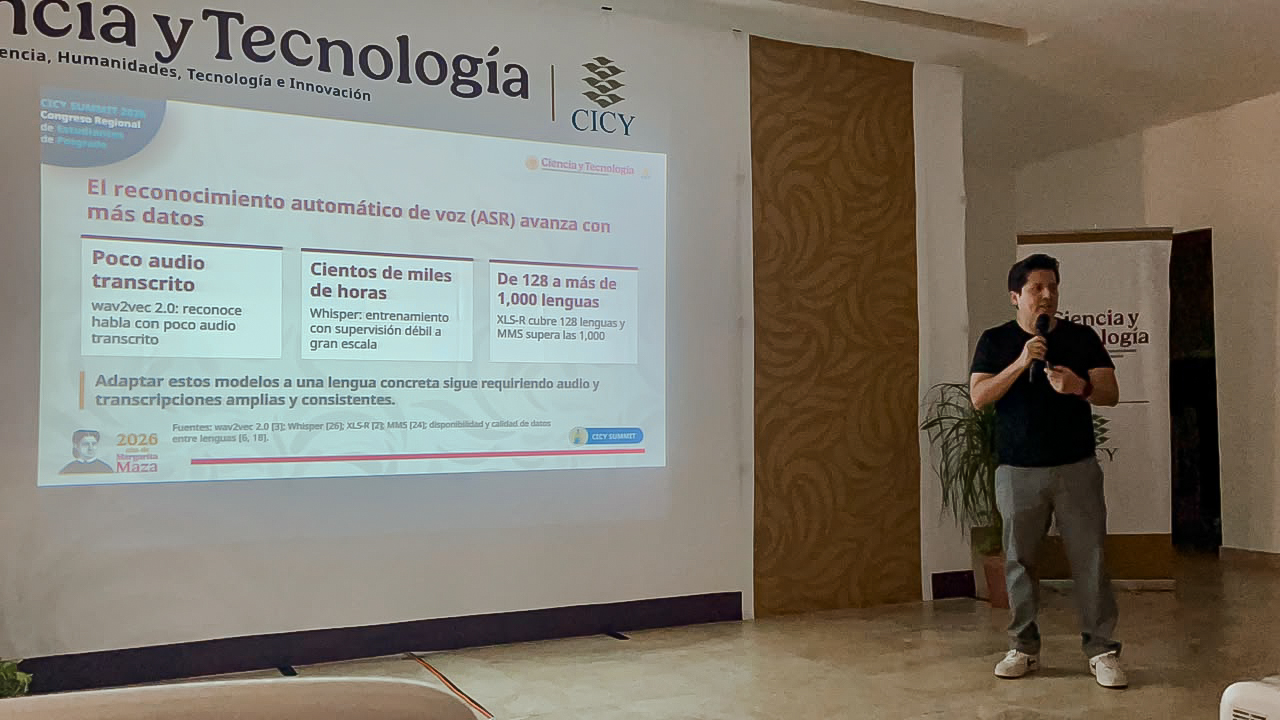 ncia y Tecnología
encia, Humanidades, Tecnología e Innovación
CICY
CICY SUMMIT 2026
Congreso Regional
de Estudiantes
de Posgrado
Ciencia y Tecnología
El reconocimiento automático de voz (ASR) avanza con
más datos
Poco audio
transcrito
wav2vec 2.0: reconoce
habla con poco audio
transcrito
Cientos de miles
de horas
Whisper: entrenamiento
con supervisión débil a
gran escala
De 128 a más de
1,000 lenguas
XLS-R cubre 128 lenguas y
MMS supera las 1,000
Adaptar estos modelos a una lengua concreta sigue requiriendo audio y
transcripciones amplias y consistentes.
Fuentes: wav2vec 2.0 [3]; Whisper [26]; XLS-R [2]; MMS [24]; disponibilidad y calidad de datos
entre lenguas [6, 18].
2026
año de
Margarita
Maza
CICY SUMMIT
Ciencia y
logía
CY